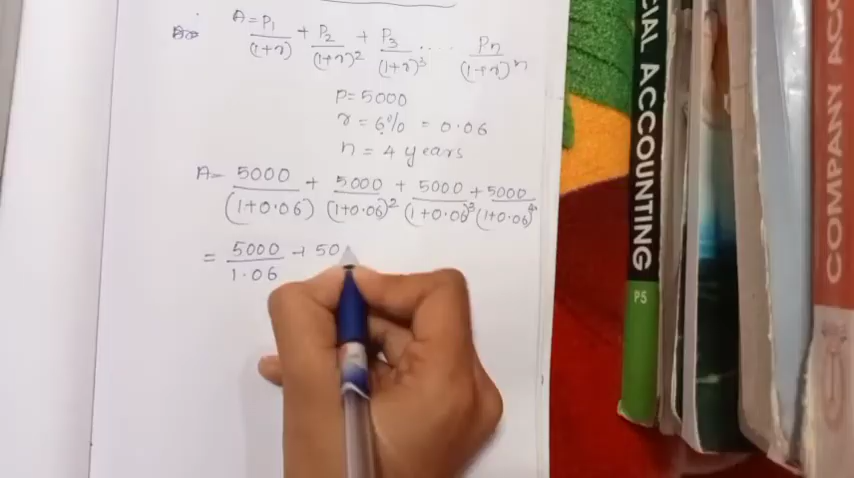 A = P1/(1+r) + P2/(1+r)^2 + P3/(1+r)^3 .... Pn/(1+r)^n
P = 5000
r = 6% = 0.06
n = 4 years
A = 5000/(1+0.06) + 5000/(1+0.06)^2 + 5000/(1+0.06)^3 + 5000/(1+0.06)^4
= 5000/1.06 + 50
CIAL ACCOUNTING
P5
COMPANY ACC